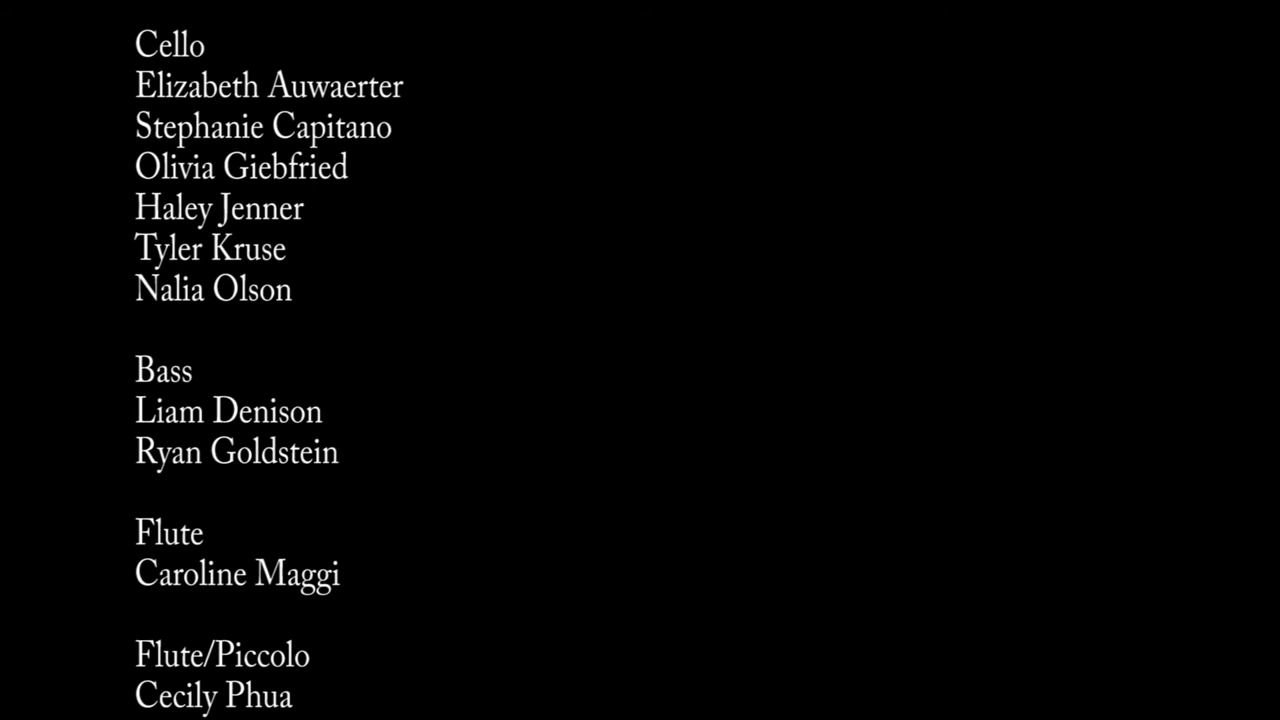 Cello
Elizabeth Auwaerter
Stephanie Capitano
Olivia Giebfried
Haley Jenner
Tyler Kruse
Nalia Olson
Bass
Liam Denison
Ryan Goldstein
Flute
Caroline Maggi
Flute/Piccolo
Cecily Phua